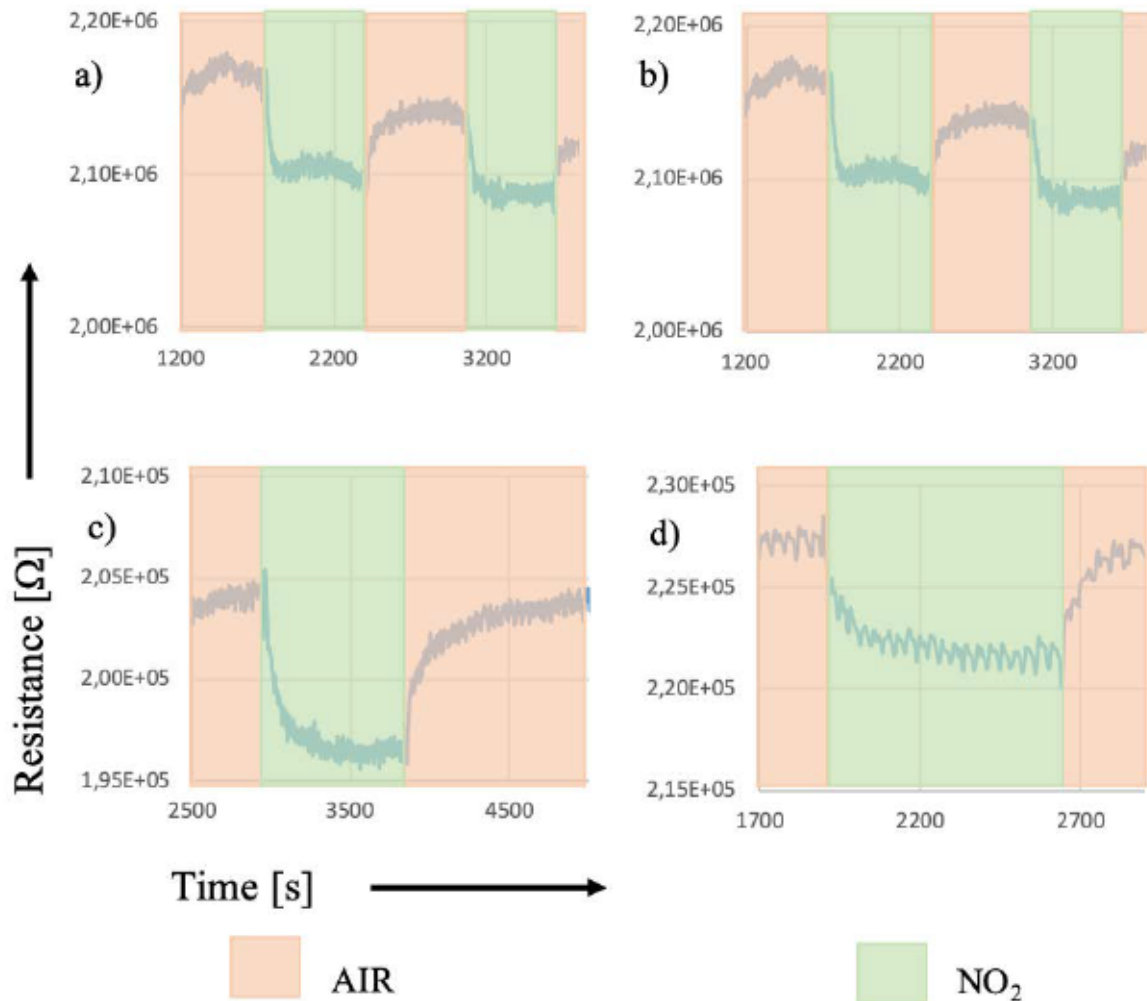 a)
2,20E+06
2,10E+06
2,00E+06
1200 2200 3200
b)
2,20E+06
2,10E+06
2,00E+06
1200 2200 3200
c)
2,10E+05
2,05E+05
2,00E+05
1,95E+05
2500 3500 4500
d)
2,30E+05
2,25E+05
2,20E+05
2,15E+05
1700 2200 2700
Resistance [Ω]
Time [s]
AIR
NO₂